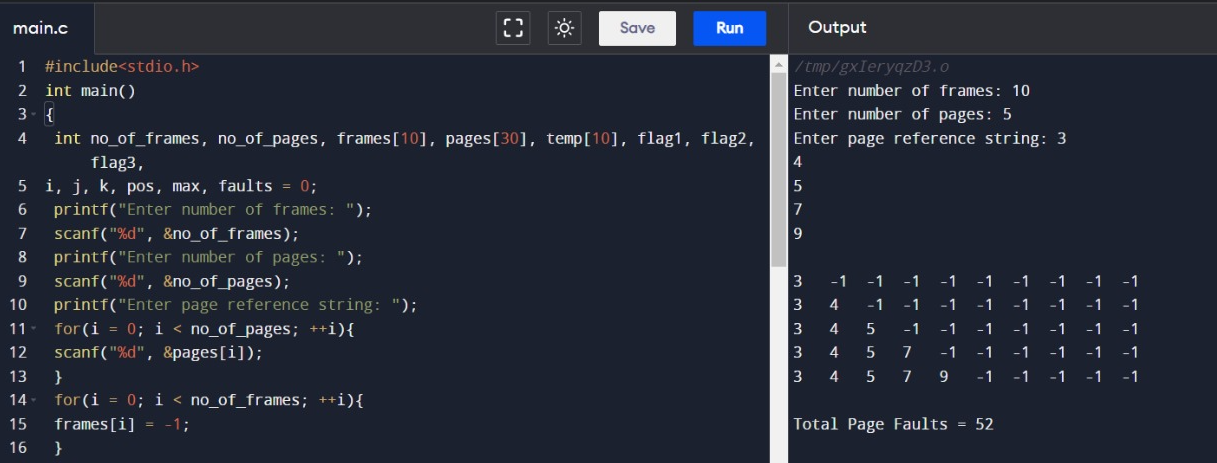 main.c
Save
Run
Output
1 #include<stdio.h>
2 int main()
3 {
4 int no_of_frames, no_of_pages, frames[10], pages[30], temp[10], flag1, flag2,
flag3,
5 i, j, k, pos, max, faults = 0;
6 printf("Enter number of frames: ");
7 scanf("%d", &no_of_frames);
8 printf("Enter number of pages: ");
9 scanf("%d", &no_of_pages);
10 printf("Enter page reference string: ");
11 for(i = 0; i < no_of_pages; ++i){
12 scanf("%d", &pages[i]);
13 }
14 for(i = 0; i < no_of_frames; ++i){
15 frames[i] = -1;
16 }
/tmp/gxIeryqzD3.o
Enter number of frames: 10
Enter number of pages: 5
Enter page reference string: 3
4
5
7
9
3 -1 -1 -1 -1 -1 -1 -1 -1 -1
3 4 -1 -1 -1 -1 -1 -1 -1 -1
3 4 5 -1 -1 -1 -1 -1 -1 -1
3 4 5 7 -1 -1 -1 -1 -1 -1
3 4 5 7 9 -1 -1 -1 -1 -1
Total Page Faults = 52